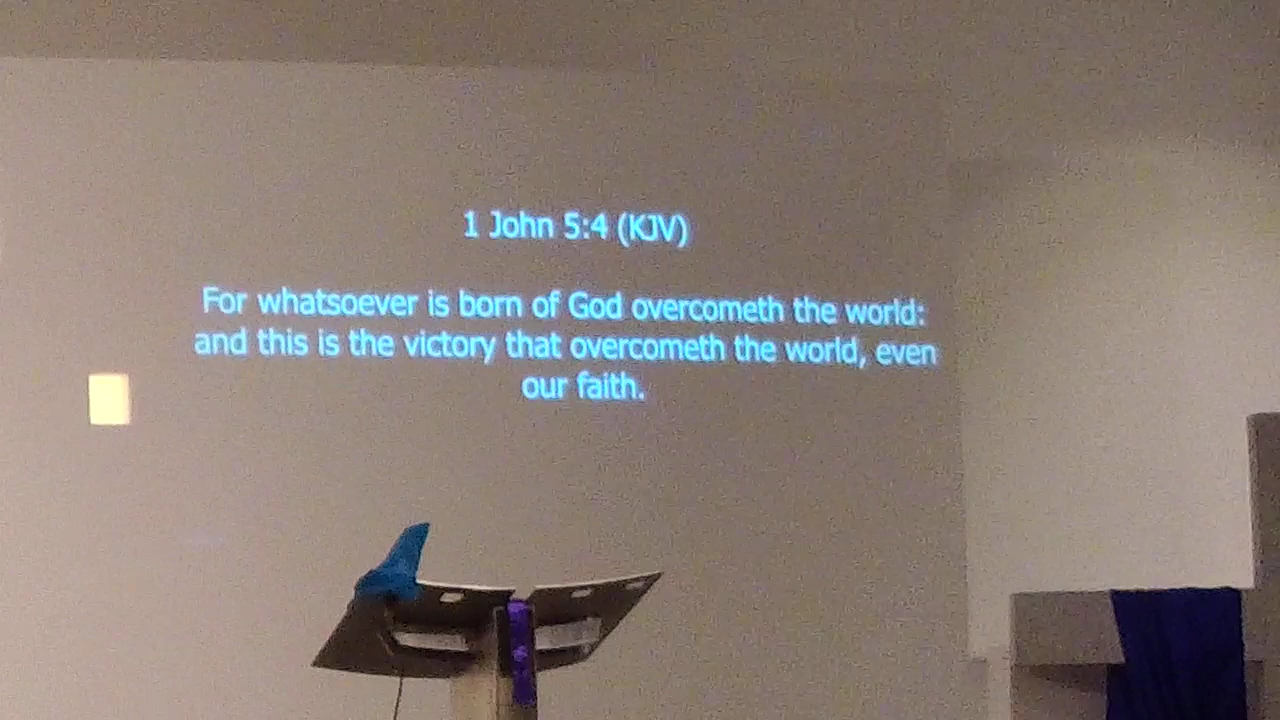 1 John 5:4 (KJV)
For whatsoever is born of God overcometh the world:
and this is the victory that overcometh the world, even
our faith.